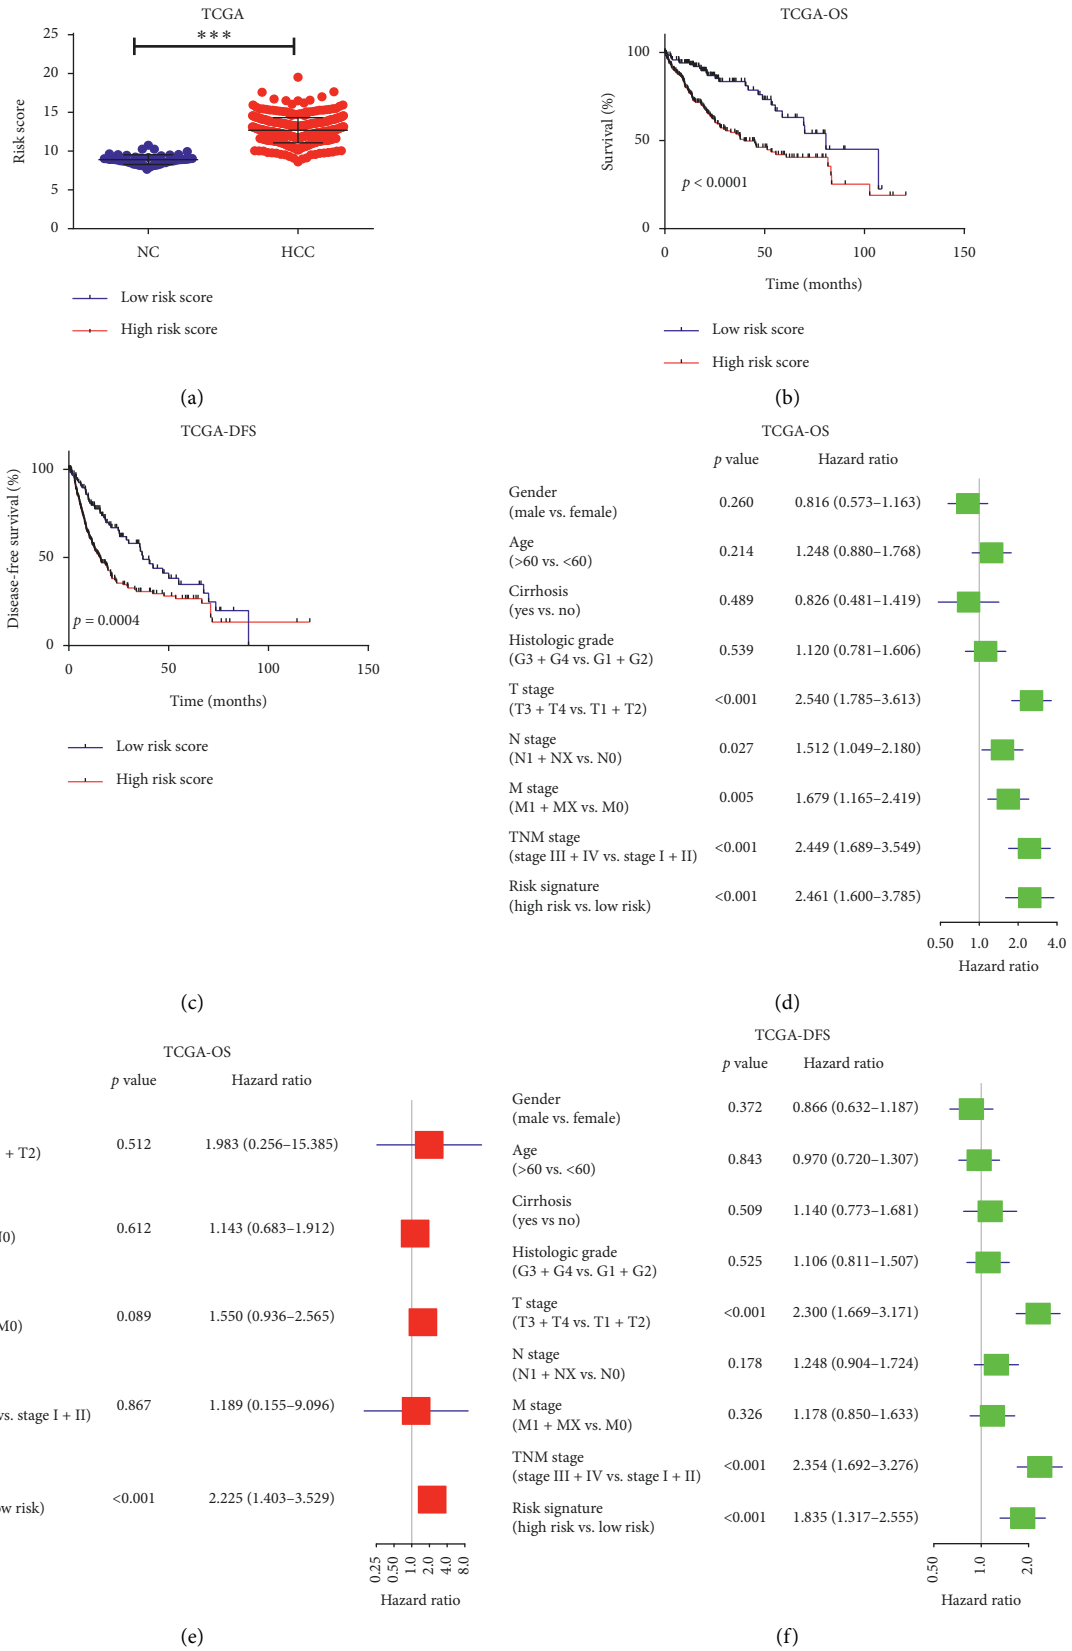 TCGA
Risk score
25
20
15
10
5
0
***
NC
HCC
Low risk score
High risk score
(a)
TCGA-OS
Survival (%)
100
50
0
p < 0.0001
0
50
100
150
Time (months)
Low risk score
High risk score
(b)
TCGA-DFS
Disease-free survival (%)
100
50
0
p = 0.0004
0
50
100
150
Time (months)
Low risk score
High risk score
(c)
TCGA-OS
p value Hazard ratio
Gender
(male vs. female) 0.260 0.816 (0.573–1.163)
Age
(>60 vs. <60) 0.214 1.248 (0.880–1.768)
Cirrhosis
(yes vs. no) 0.489 0.826 (0.481–1.419)
Histologic grade
(G3 + G4 vs. G1 + G2) 0.539 1.120 (0.781–1.606)
T stage
(T3 + T4 vs. T1 + T2) <0.001 2.540 (1.785–3.613)
N stage
(N1 + NX vs. N0) 0.027 1.512 (1.049–2.180)
M stage
(M1 + MX vs. M0) 0.005 1.679 (1.165–2.419)
TNM stage
(stage III + IV vs. stage I + II) <0.001 2.449 (1.689–3.549)
Risk signature
(high risk vs. low risk) <0.001 2.461 (1.600–3.785)
0.50 1.0 2.0 4.0
Hazard ratio
(d)
TCGA-OS
p value Hazard ratio
+ T2) 0.512 1.983 (0.256–15.385)
0) 0.612 1.143 (0.683–1.912)
M0) 0.089 1.550 (0.936–2.565)
vs. stage I + II) 0.867 1.189 (0.155–9.096)
w risk) <0.001 2.225 (1.403–3.529)
0.25 0.50 1.0 2.0 4.0 8.0
Hazard ratio
(e)
TCGA-DFS
p value Hazard ratio
Gender
(male vs. female) 0.372 0.866 (0.632–1.187)
Age
(>60 vs. <60) 0.843 0.970 (0.720–1.307)
Cirrhosis
(yes vs no) 0.509 1.140 (0.773–1.681)
Histologic grade
(G3 + G4 vs. G1 + G2) 0.525 1.106 (0.811–1.507)
T stage
(T3 + T4 vs. T1 + T2) <0.001 2.300 (1.669–3.171)
N stage
(N1 + NX vs. N0) 0.178 1.248 (0.904–1.724)
M stage
(M1 + MX vs. M0) 0.326 1.178 (0.850–1.633)
TNM stage
(stage III + IV vs. stage I + II) <0.001 2.354 (1.692–3.276)
Risk signature
(high risk vs. low risk) <0.001 1.835 (1.317–2.555)
0.50 1.0 2.0
Hazard ratio
(f)